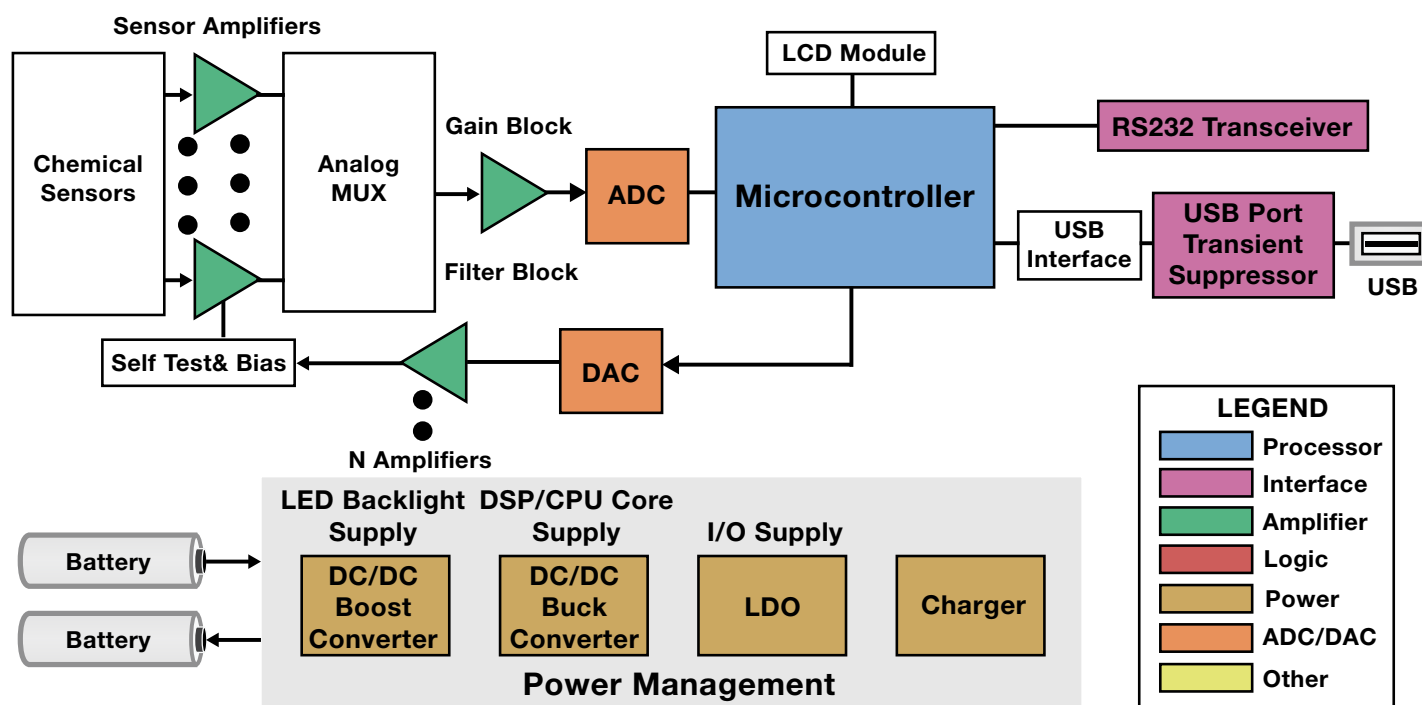 Sensor Amplifiers
LCD Module
Chemical
Sensors
Analog
MUX
Gain Block
Filter Block
ADC
Microcontroller
RS232 Transceiver
USB
Interface
USB Port
Transient
Suppressor
USB
Self Test& Bias
DAC
N Amplifiers
LED Backlight
Supply
DSP/CPU Core
Supply
I/O Supply
Battery
Battery
DC/DC
Boost
Converter
DC/DC
Buck
Converter
LDO
Charger
Power Management
LEGEND
Processor
Interface
Amplifier
Logic
Power
ADC/DAC
Other